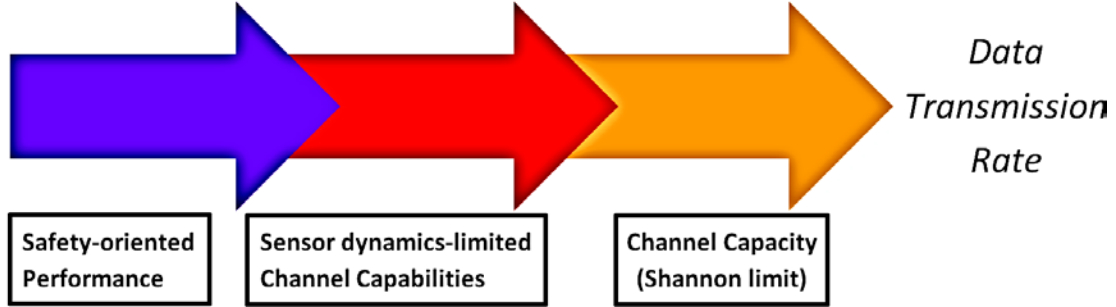 Data
Transmission
Rate
Safety-oriented
Performance
Sensor dynamics-limited
Channel Capabilities
Channel Capacity
(Shannon limit)